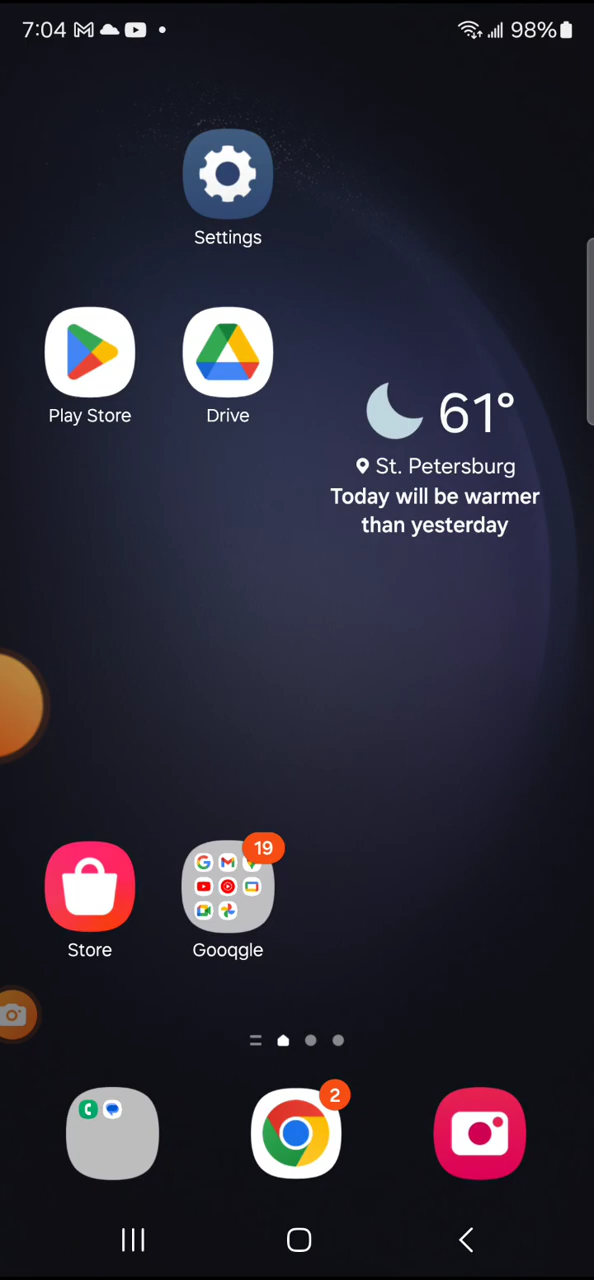 7:04
98%
Settings
Play Store
Drive
61°
St. Petersburg
Today will be warmer
than yesterday
19
Store
Gooqgle
2